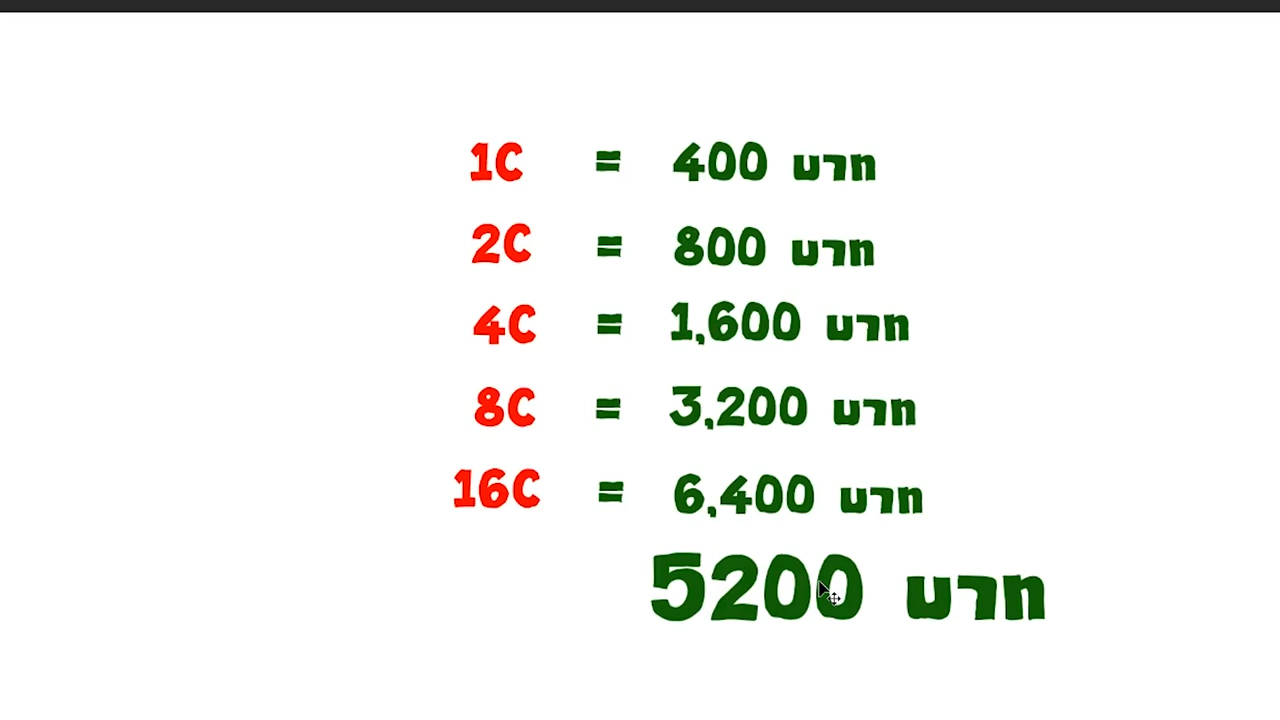 1C = 400 บาท
2C = 800 บาท
4C = 1,600 บาท
8C = 3,200 บาท
16C = 6,400 บาท
5200 บาท